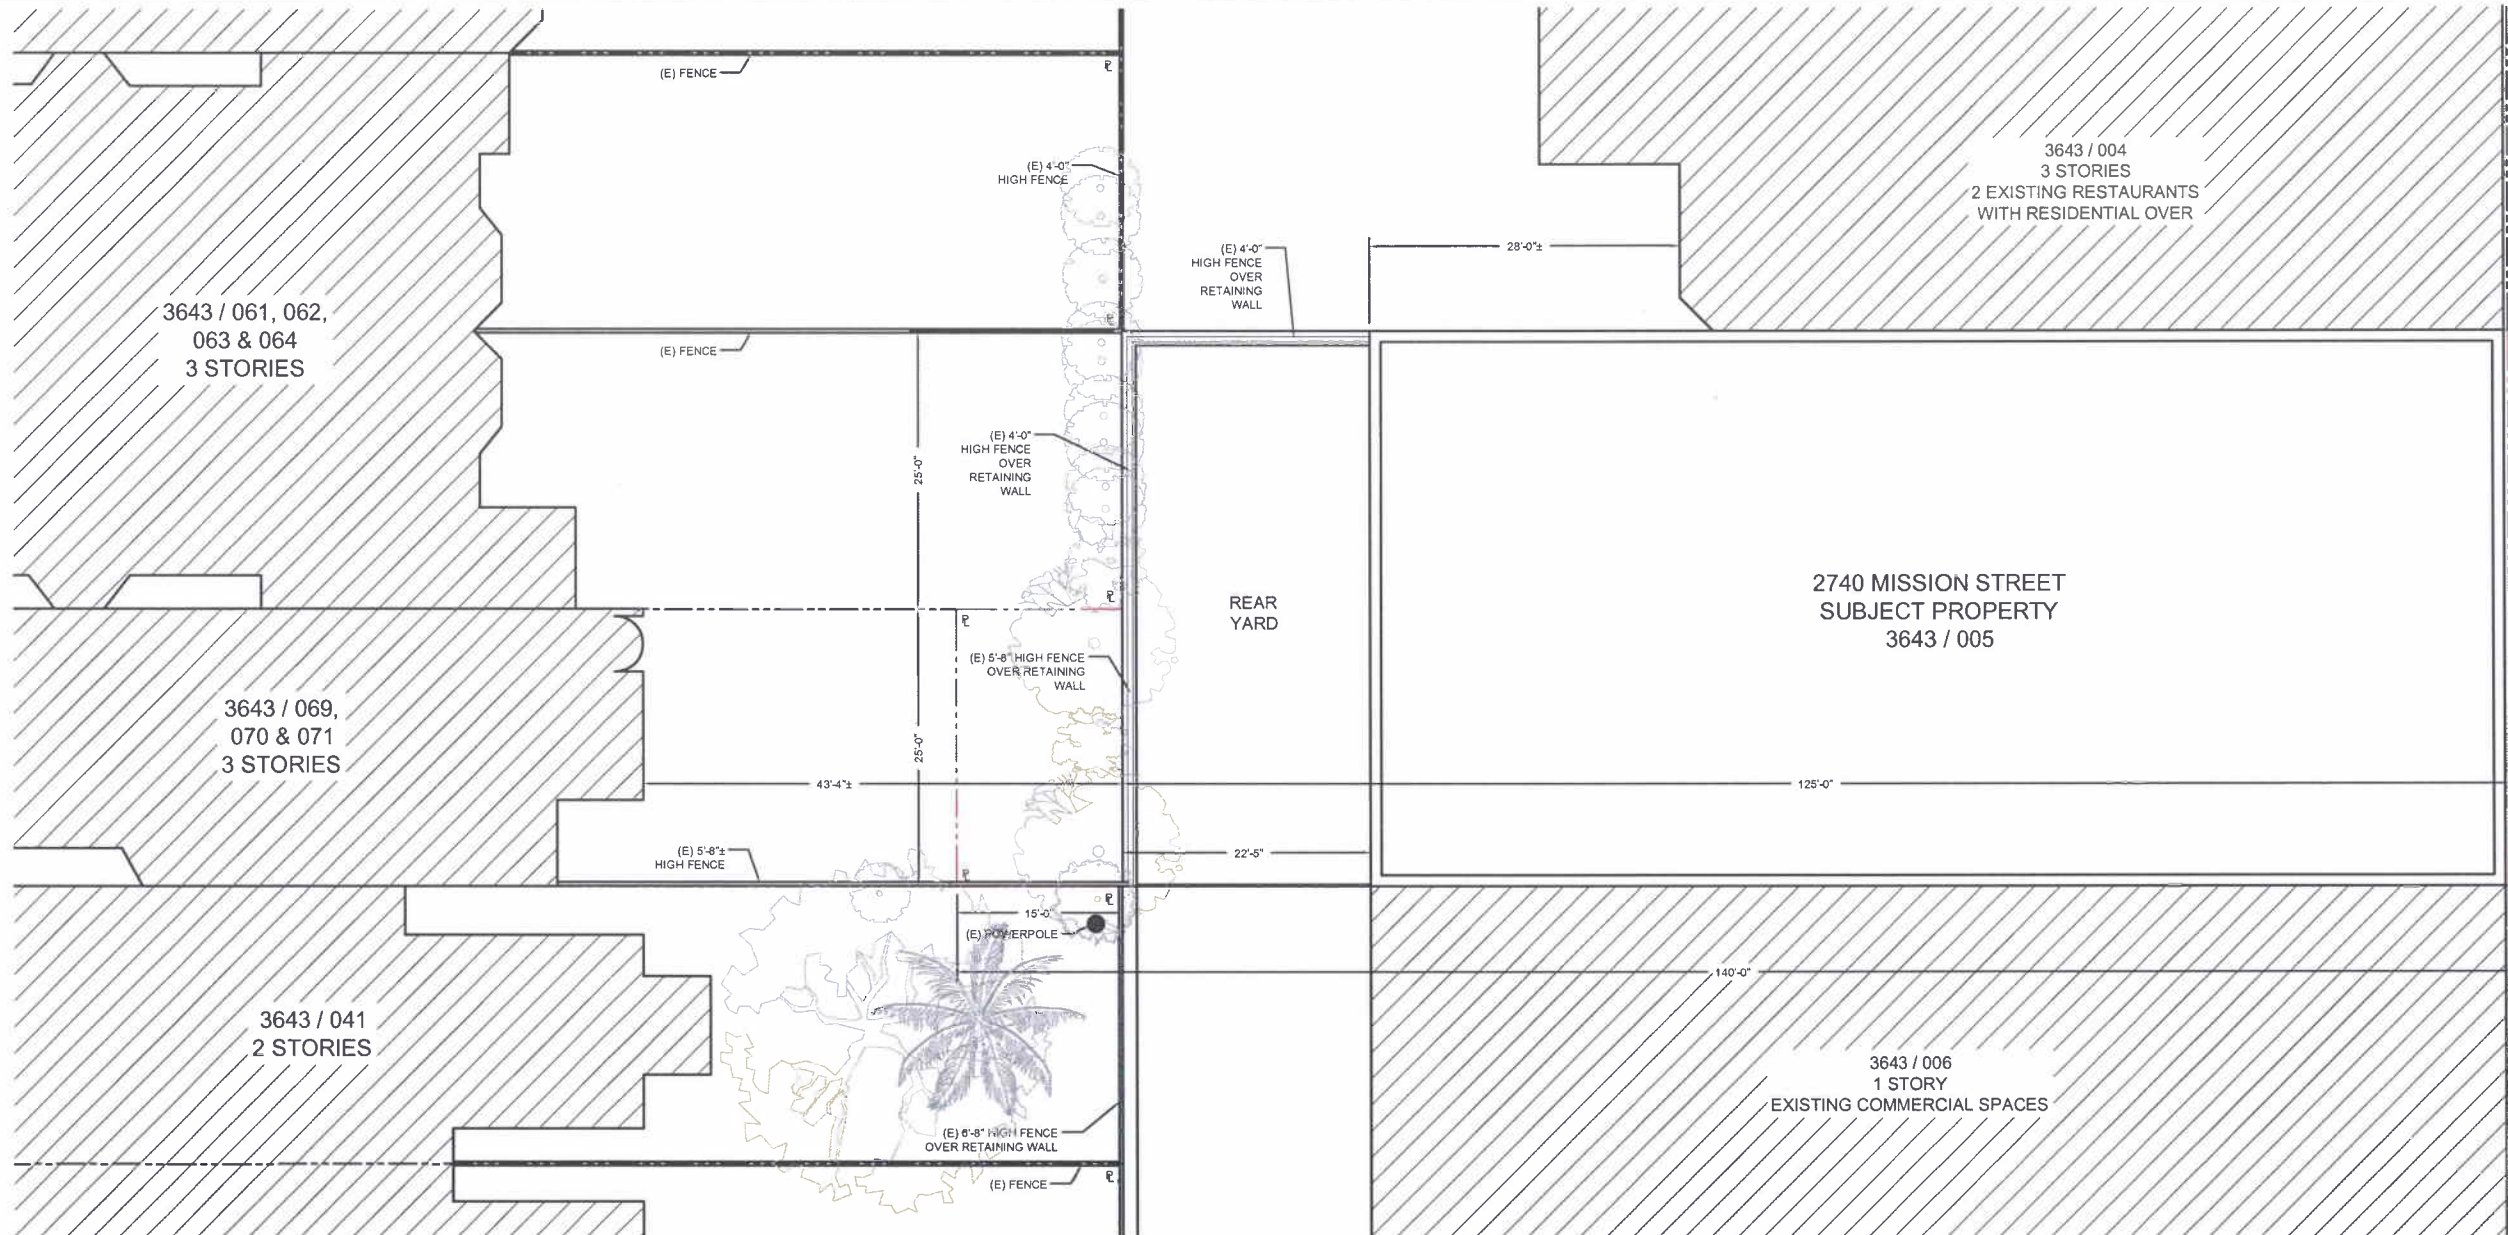 (E) FENCE
℄
(E) 4'-0"
HIGH FENCE
3643 / 004
3 STORIES
2 EXISTING RESTAURANTS
WITH RESIDENTIAL OVER
(E) 4'-0"
HIGH FENCE
OVER
RETAINING
WALL
28'-0"±
3643 / 061, 062,
063 & 064
3 STORIES
(E) FENCE
℄
25'-0"
(E) 4'-0"
HIGH FENCE
OVER
RETAINING
WALL
REAR
YARD
2740 MISSION STREET
SUBJECT PROPERTY
3643 / 005
℄
℄
(E) 5'-8" HIGH FENCE
OVER RETAINING
WALL
3643 / 069,
070 & 071
3 STORIES
25'-0"
43'-4"±
125'-0"
(E) 5'-8"±
HIGH FENCE
22'-5"
℄
℄
15'-0"
(E) POWERPOLE
140'-0"
3643 / 041
2 STORIES
3643 / 006
1 STORY
EXISTING COMMERCIAL SPACES
(E) 6'-8" HIGH FENCE
OVER RETAINING WALL
(E) FENCE
℄